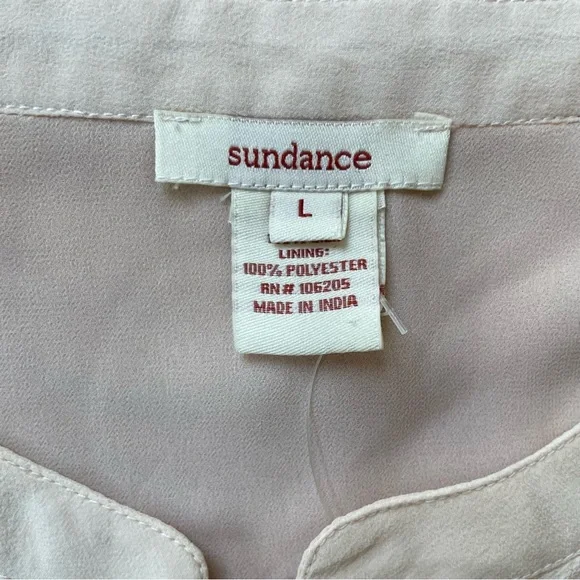 sundance
L
LINING:
100% POLYESTER
RN# 106205
MADE IN INDIA